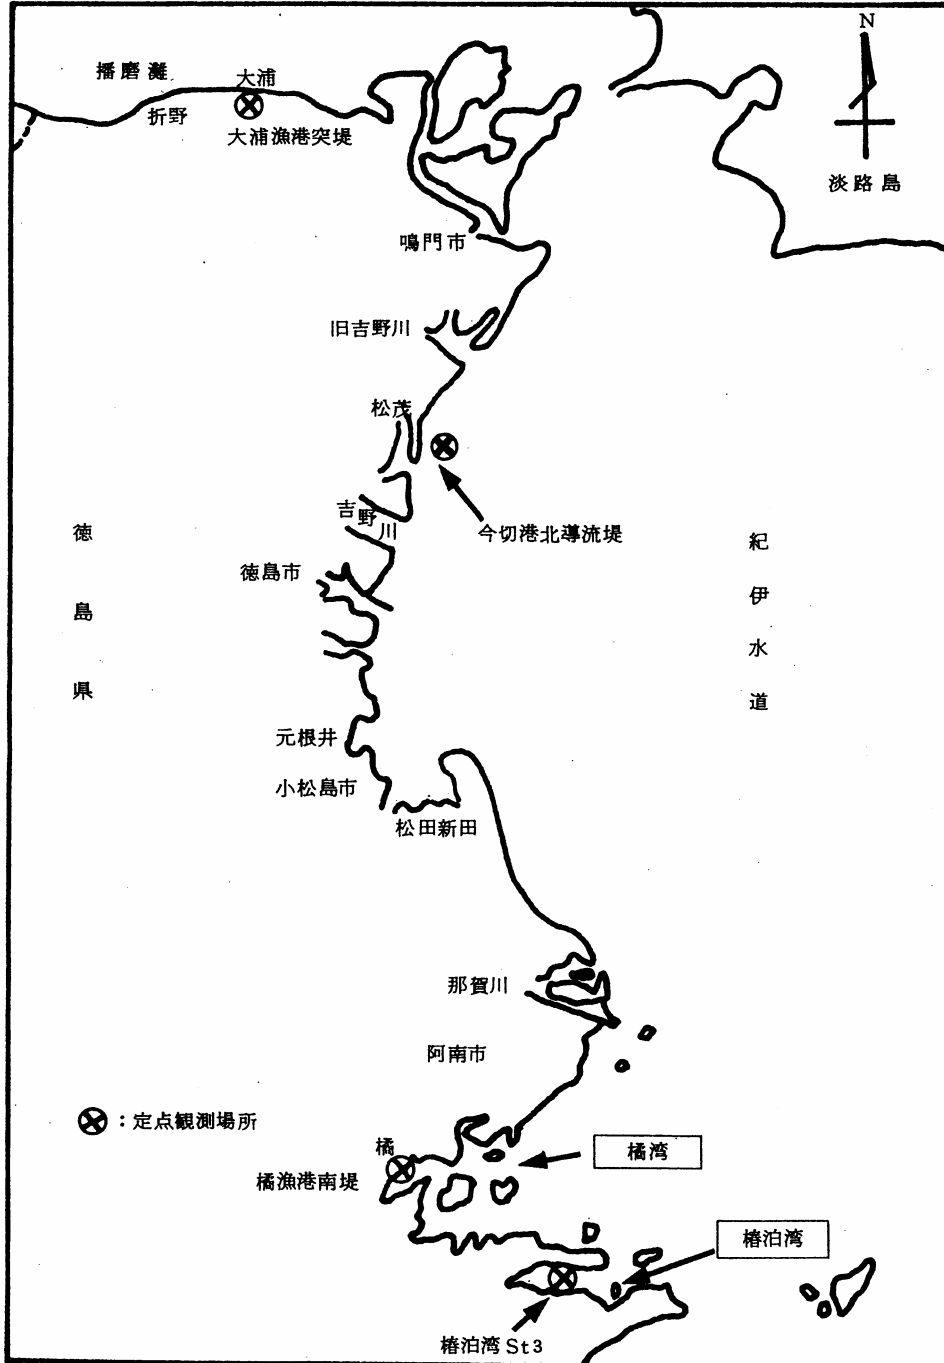 N
播磨灘
大浦
折野
大浦漁港突堤
淡路島
鳴門市
旧吉野川
松茂
吉野川
今切港北導流堤
徳島県
紀伊水道
徳島市
元根井
小松島市
松田新田
那賀川
阿南市
：定点観測場所
橘
橘湾
橘漁港南堤
椿泊湾
椿泊湾 St3